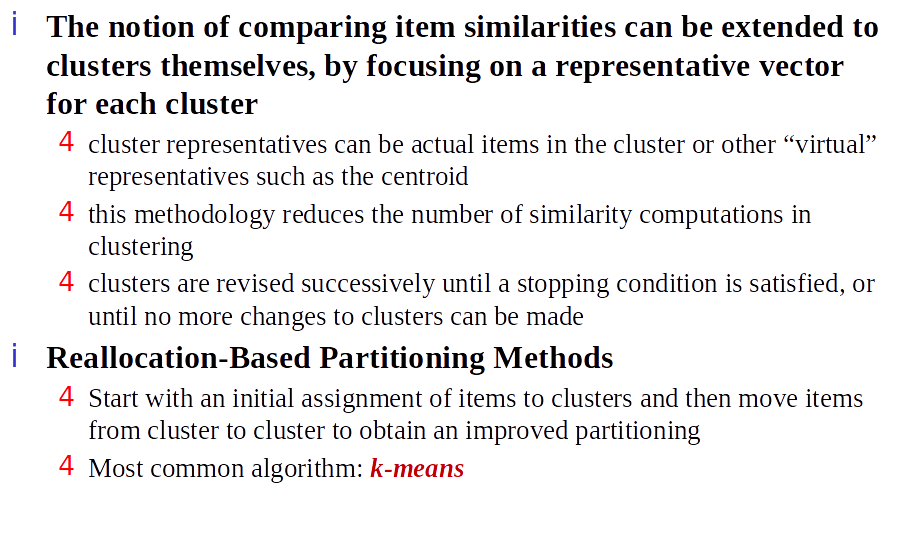 i The notion of comparing item similarities can be extended to
clusters themselves, by focusing on a representative vector
for each cluster
4 cluster representatives can be actual items in the cluster or other “virtual”
representatives such as the centroid
4 this methodology reduces the number of similarity computations in
clustering
4 clusters are revised successively until a stopping condition is satisfied, or
until no more changes to clusters can be made
i Reallocation-Based Partitioning Methods
4 Start with an initial assignment of items to clusters and then move items
from cluster to cluster to obtain an improved partitioning
4 Most common algorithm: k-means